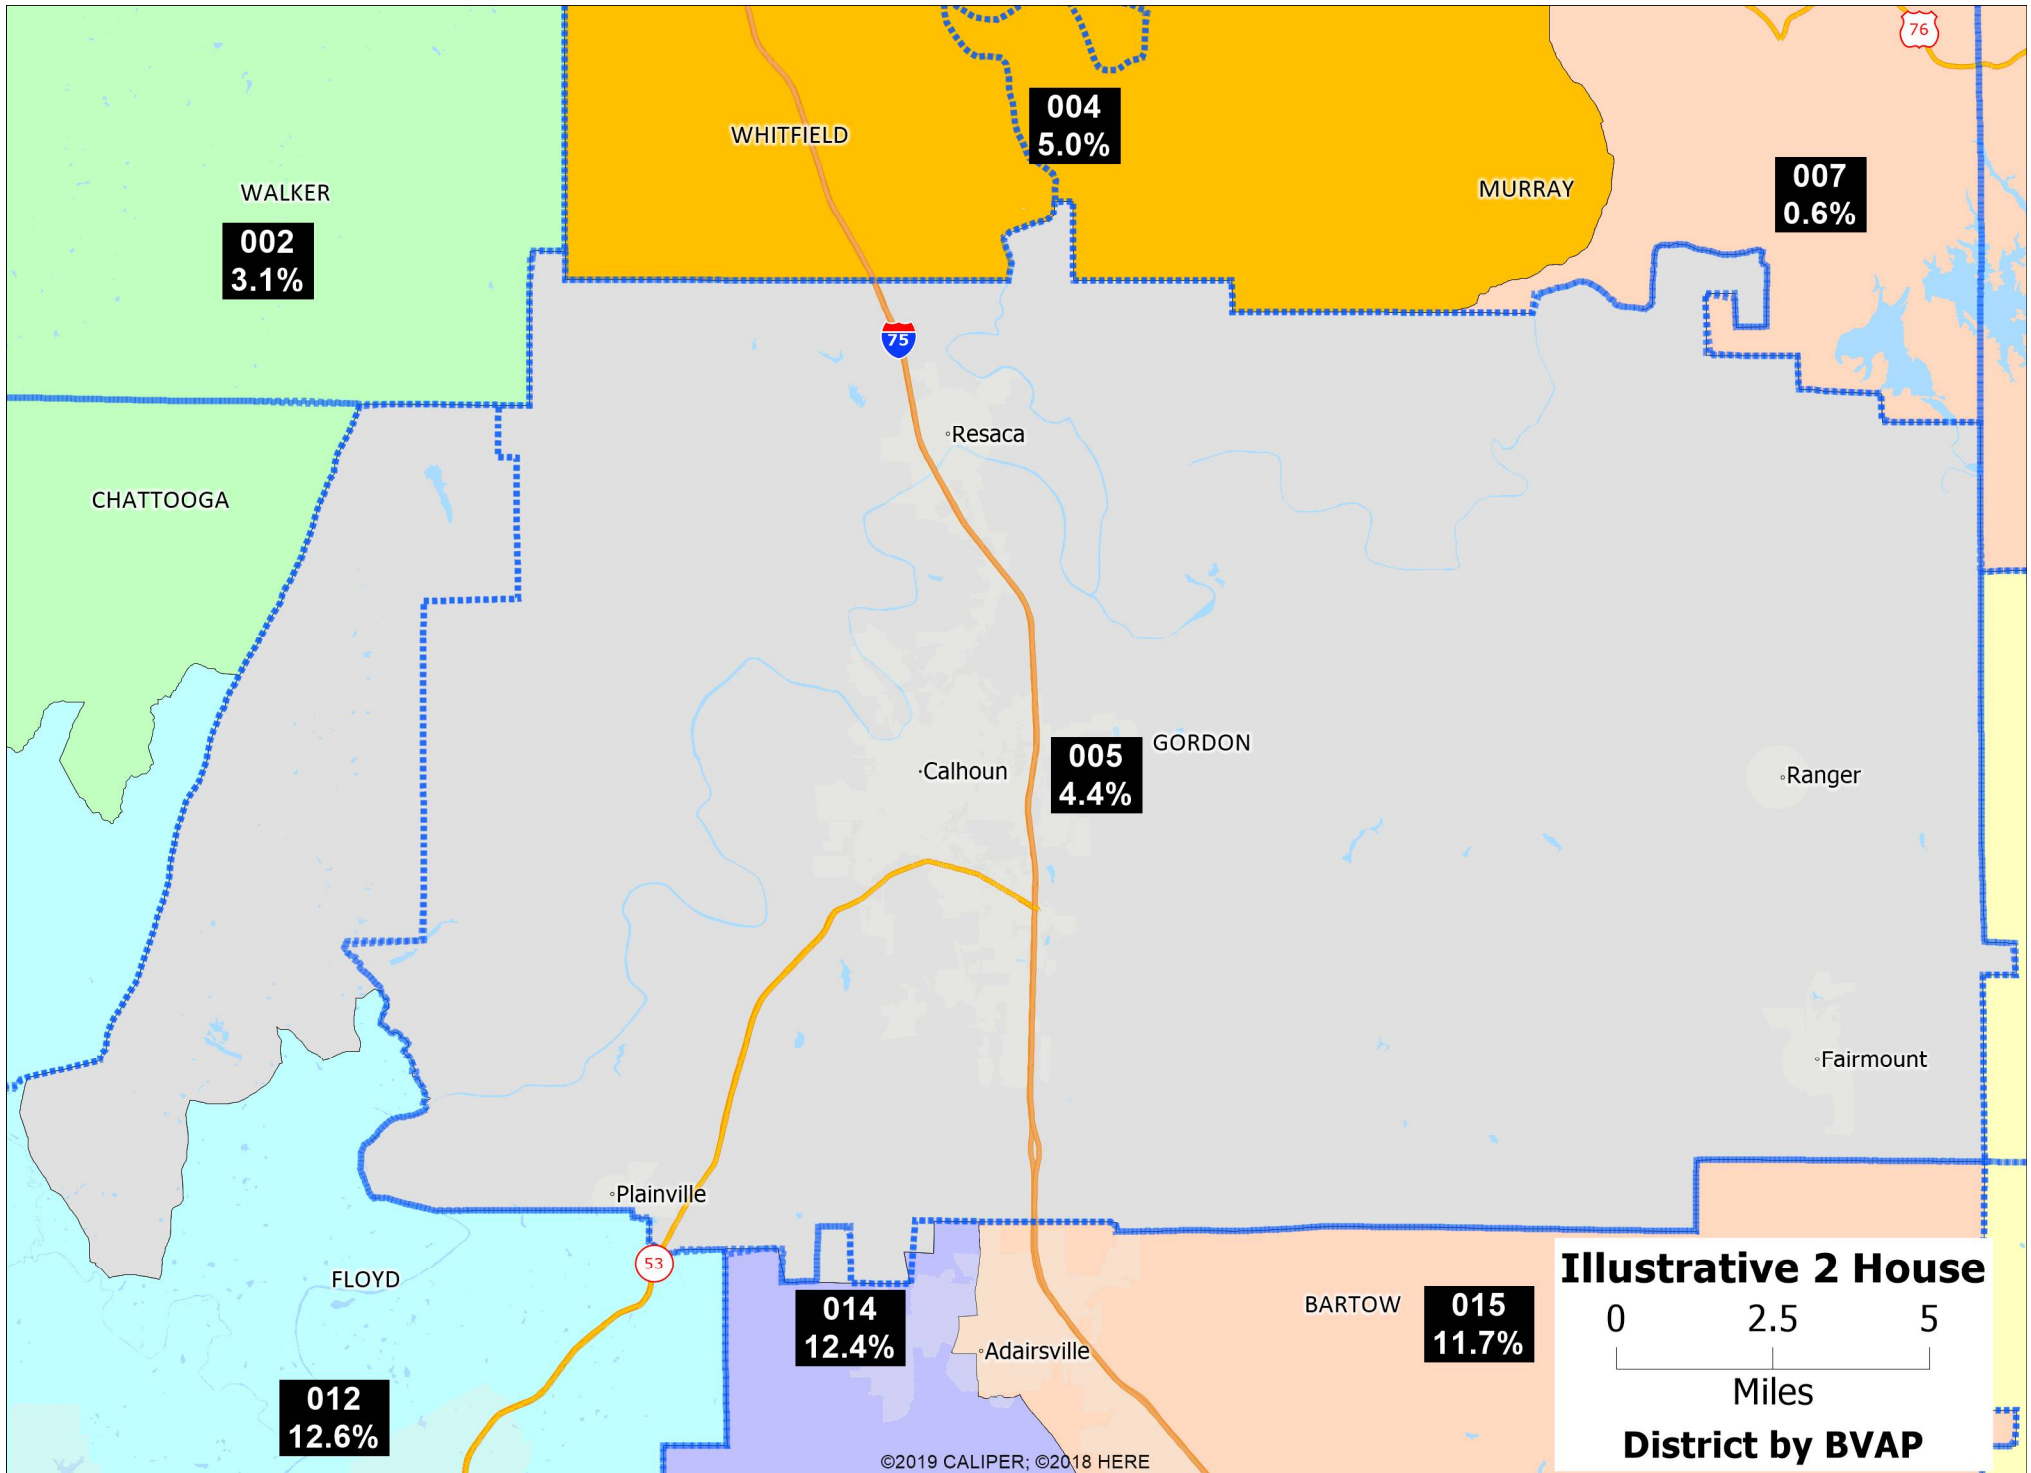 76
WHITFIELD
004
5.0%
WALKER
MURRAY
007
0.6%
002
3.1%
75
Resaca
CHATTOOGA
GORDON
005
4.4%
Calhoun
Ranger
Fairmount
Plainville
53
FLOYD
014
12.4%
BARTOW
015
11.7%
Adairsville
012
12.6%
Illustrative 2 House
0 2.5 5
Miles
District by BVAP
©2019 CALIPER; ©2018 HERE